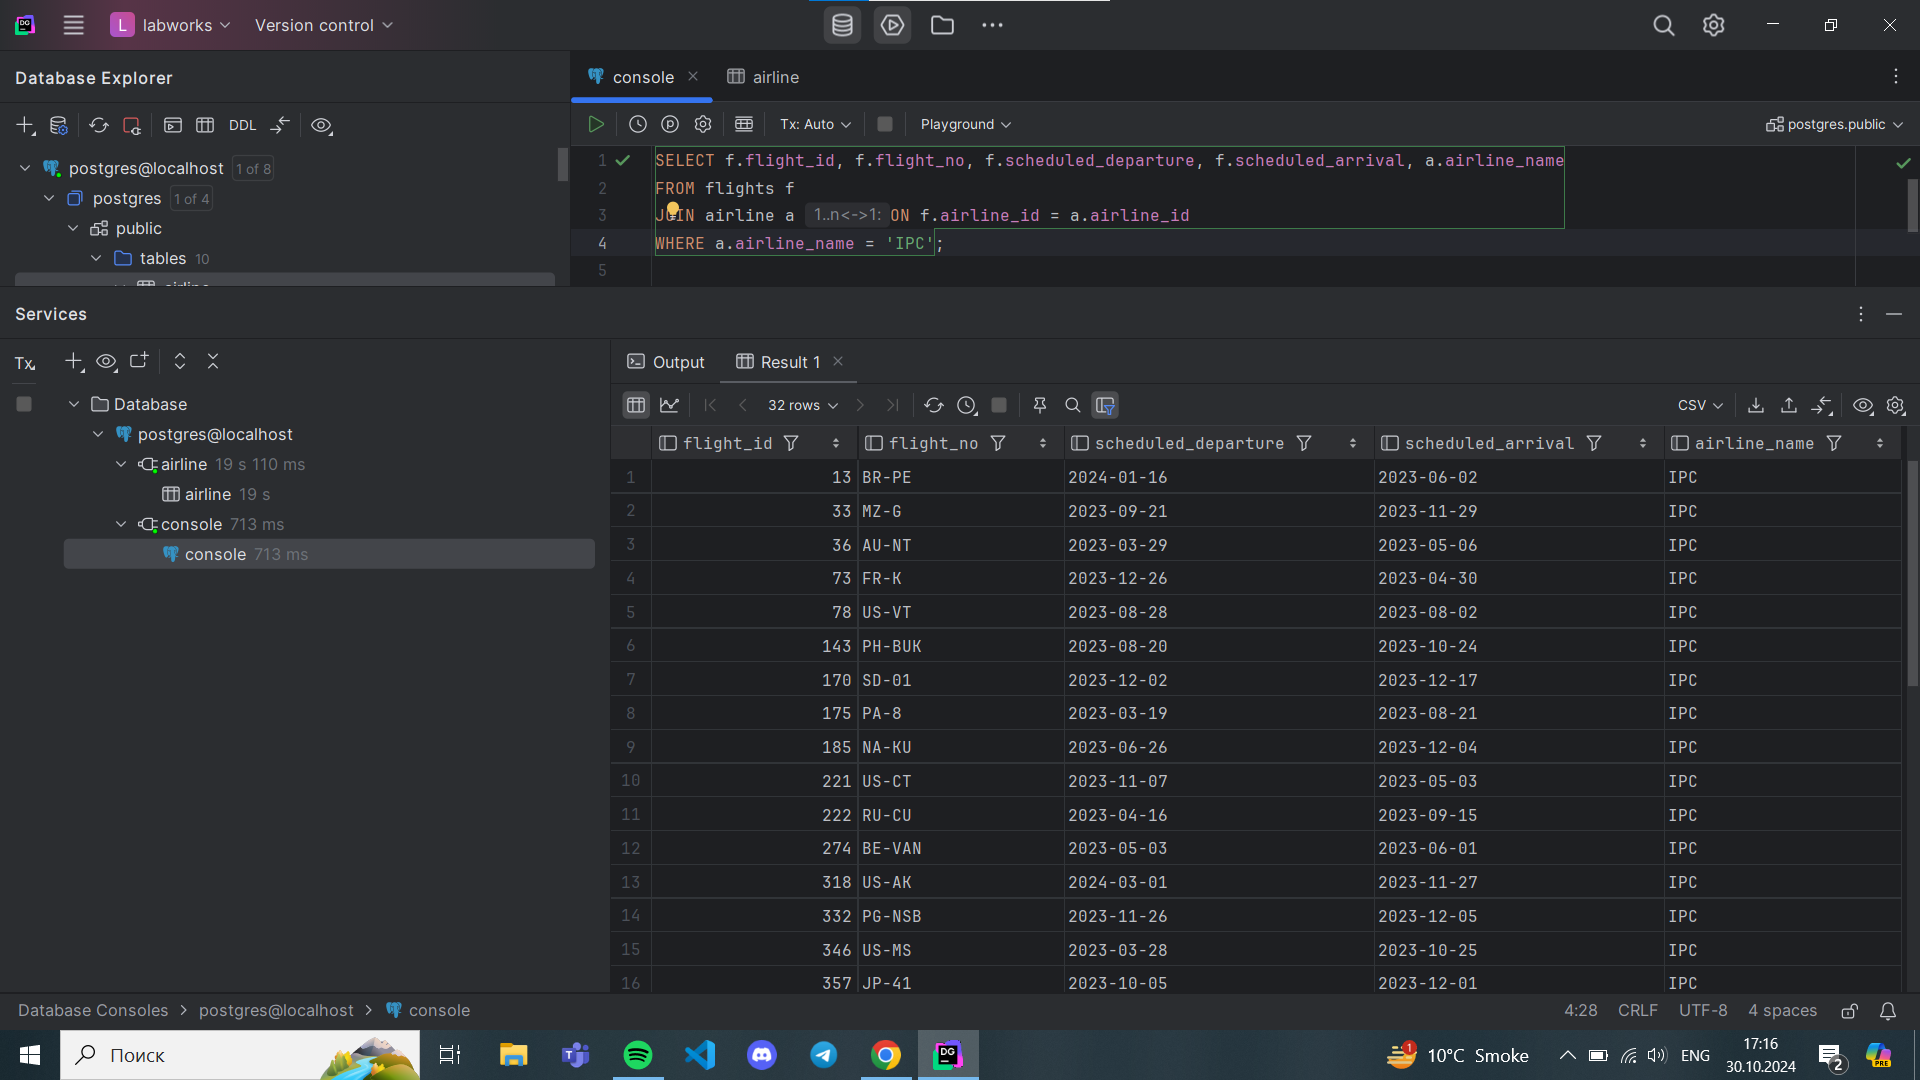 L labworks Version control
Database Explorer
console
airline
DDL
Tx: Auto
Playground
postgres.public
postgres@localhost 1 of 8
postgres 1 of 4
public
tables 10
1 SELECT f.flight_id, f.flight_no, f.scheduled_departure, f.scheduled_arrival, a.airline_name
2 FROM flights f
3 JOIN airline a 1..n<->1: ON f.airline_id = a.airline_id
4 WHERE a.airline_name = 'IPC';
5
Services
Tx
Database
postgres@localhost
airline 19 s 110 ms
airline 19 s
console 713 ms
console 713 ms
Output Result 1
32 rows CSV
flight_id flight_no scheduled_departure scheduled_arrival airline_name
1 13 BR-PE 2024-01-16 2023-06-02 IPC
2 33 MZ-G 2023-09-21 2023-11-29 IPC
3 36 AU-NT 2023-03-29 2023-05-06 IPC
4 73 FR-K 2023-12-26 2023-04-30 IPC
5 78 US-VT 2023-08-28 2023-08-02 IPC
6 143 PH-BUK 2023-08-20 2023-10-24 IPC
7 170 SD-01 2023-12-02 2023-12-17 IPC
8 175 PA-8 2023-03-19 2023-08-21 IPC
9 185 NA-KU 2023-06-26 2023-12-04 IPC
10 221 US-CT 2023-11-07 2023-05-03 IPC
11 222 RU-CU 2023-04-16 2023-09-15 IPC
12 274 BE-VAN 2023-05-03 2023-06-01 IPC
13 318 US-AK 2024-03-01 2023-11-27 IPC
14 332 PG-NSB 2023-11-26 2023-12-05 IPC
15 346 US-MS 2023-03-28 2023-10-25 IPC
16 357 JP-41 2023-10-05 2023-12-01 IPC
Database Consoles > postgres@localhost > console
4:28 CRLF UTF-8 4 spaces
Поиск
DG
1
10°C Smoke
ENG
17:16
30.10.2024
2
PRE